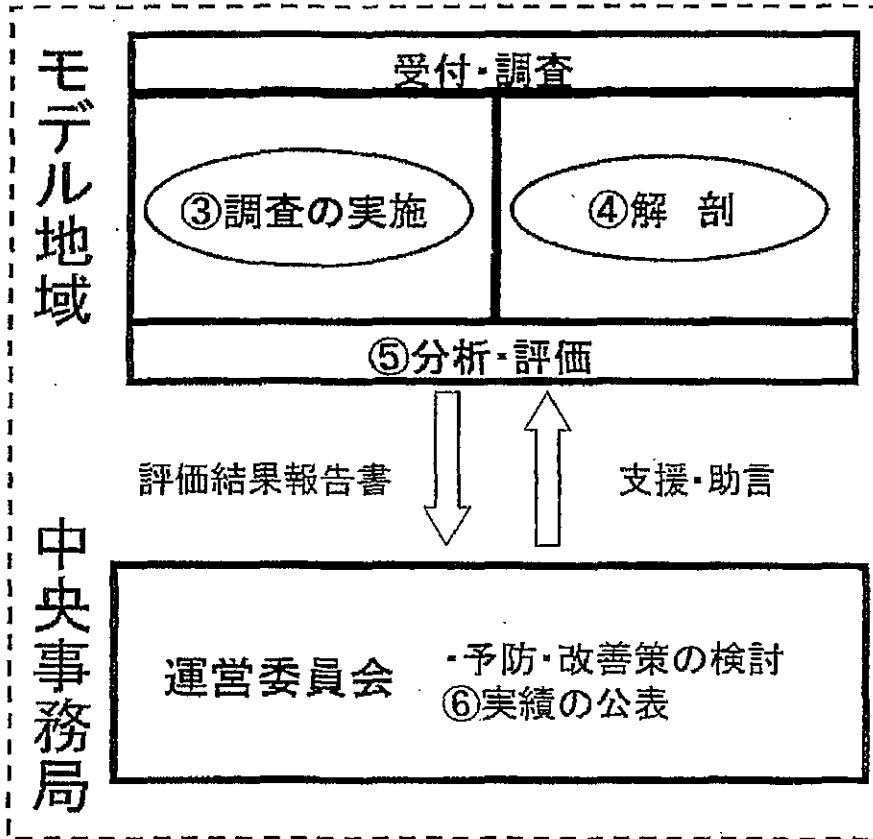 モデル地域
受付・調査
③調査の実施
④解 剖
⑤分析・評価
評価結果報告書
支援・助言
中央事務局
運営委員会
・予防・改善策の検討
⑥実績の公表